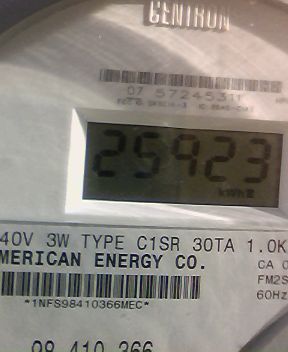 CENTRON
07 572453
25923
kWh
40V 3W TYPE C1SR 30TA 1.0K
MERICAN ENERGY CO.
CA 0
FM2S
60Hz
*1NFS98410366MEC*
98 410 366